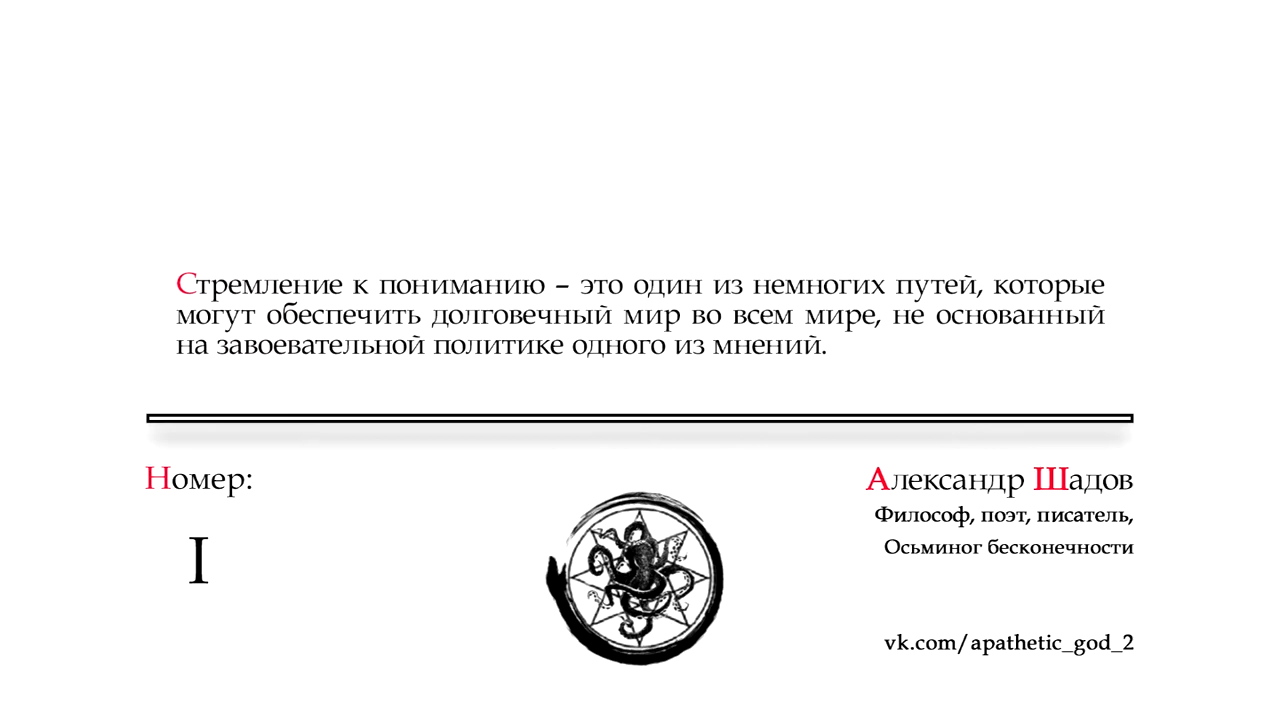 Стремление к пониманию – это один из немногих путей, которые
могут обеспечить долговечный мир во всем мире, не основанный
на завоевательной политике одного из мнений.
Номер:
I
Александр Шадов
Философ, поэт, писатель,
Осьминог бесконечности
vk.com/apathetic_god_2